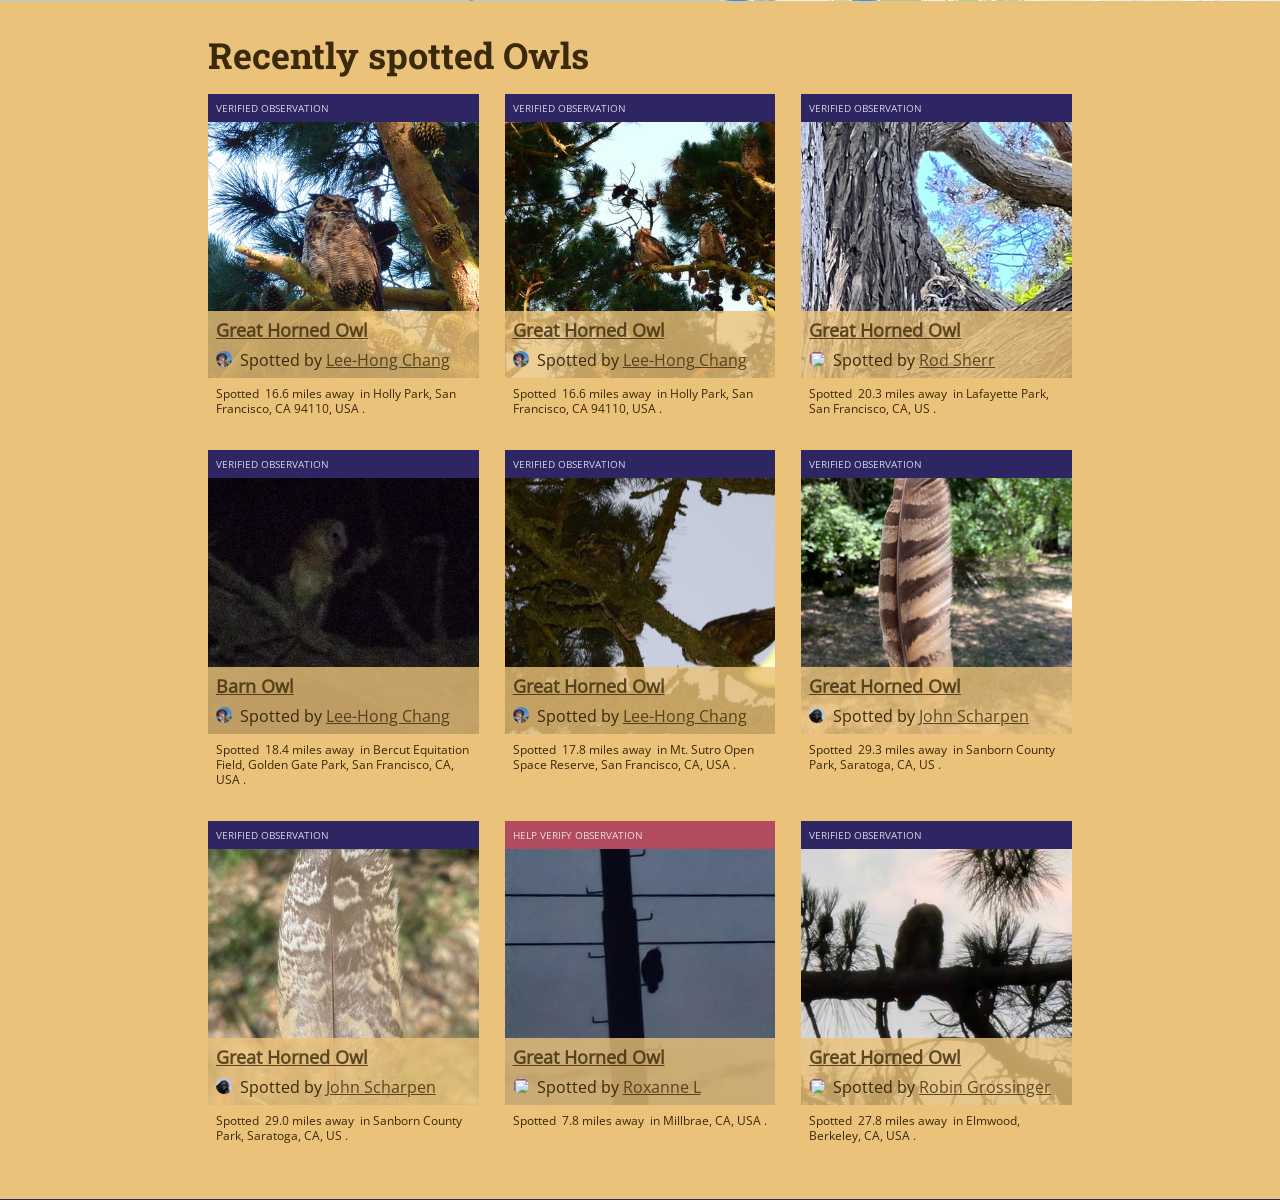 Recently spotted Owls
VERIFIED OBSERVATION
Great Horned Owl
Spotted by Lee-Hong Chang
Spotted 16.6 miles away in Holly Park, San
Francisco, CA 94110, USA .
VERIFIED OBSERVATION
Great Horned Owl
Spotted by Lee-Hong Chang
Spotted 16.6 miles away in Holly Park, San
Francisco, CA 94110, USA .
VERIFIED OBSERVATION
Great Horned Owl
Spotted by Rod Sherr
Spotted 20.3 miles away in Lafayette Park,
San Francisco, CA, US .
VERIFIED OBSERVATION
Barn Owl
Spotted by Lee-Hong Chang
Spotted 18.4 miles away in Bercut Equitation
Field, Golden Gate Park, San Francisco, CA,
USA .
VERIFIED OBSERVATION
Great Horned Owl
Spotted by Lee-Hong Chang
Spotted 17.8 miles away in Mt. Sutro Open
Space Reserve, San Francisco, CA, USA .
VERIFIED OBSERVATION
Great Horned Owl
Spotted by John Scharpen
Spotted 29.3 miles away in Sanborn County
Park, Saratoga, CA, US .
VERIFIED OBSERVATION
Great Horned Owl
Spotted by John Scharpen
Spotted 29.0 miles away in Sanborn County
Park, Saratoga, CA, US .
HELP VERIFY OBSERVATION
Great Horned Owl
Spotted by Roxanne L
Spotted 7.8 miles away in Millbrae, CA, USA .
VERIFIED OBSERVATION
Great Horned Owl
Spotted by Robin Grossinger
Spotted 27.8 miles away in Elmwood,
Berkeley, CA, USA .